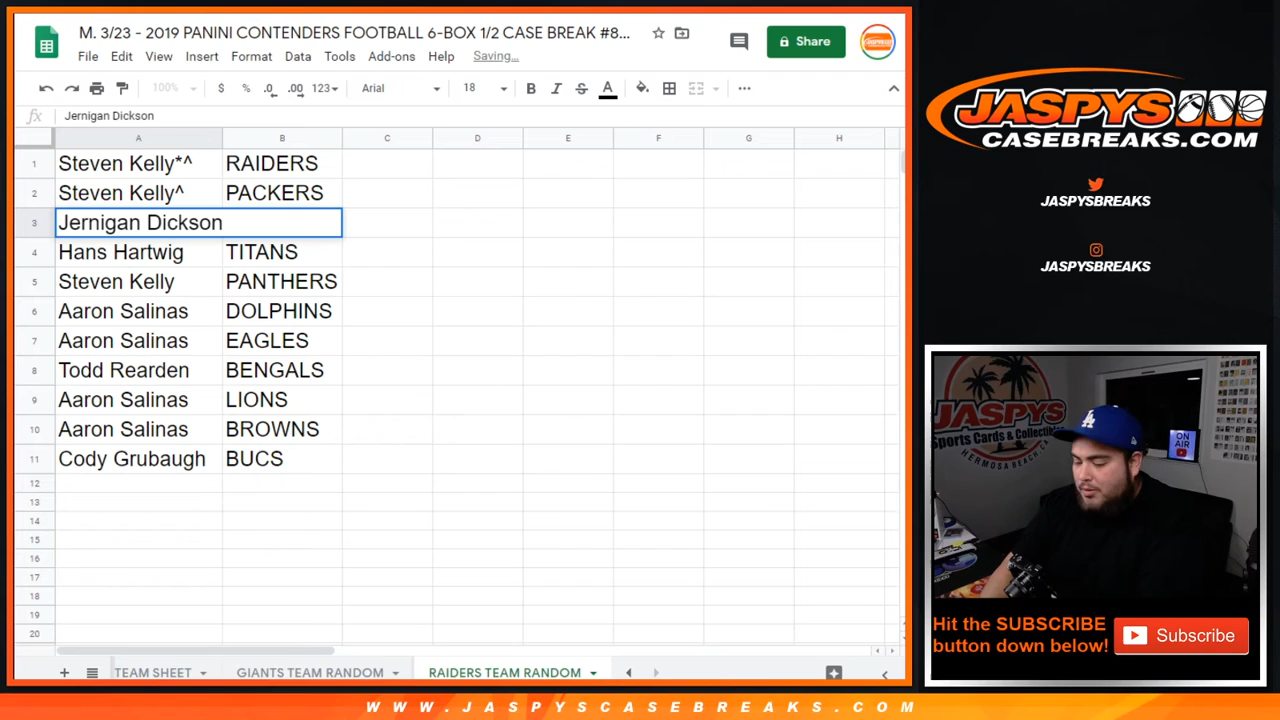 M. 3/23 - 2019 PANINI CONTENDERS FOOTBALL 6-BOX 1/2 CASE BREAK #8...
Share
File Edit View Insert Format Data Tools Add-ons Help Saving...
100% $ % .0 .00 123 Arial 18 B I S A
fx Jernigan Dickson
A B C D E F G H
1 Steven Kelly*^ RAIDERS
2 Steven Kelly^ PACKERS
3 Jernigan Dickson
4 Hans Hartwig TITANS
5 Steven Kelly PANTHERS
6 Aaron Salinas DOLPHINS
7 Aaron Salinas EAGLES
8 Todd Rearden BENGALS
9 Aaron Salinas LIONS
10 Aaron Salinas BROWNS
11 Cody Grubaugh BUCS
12
13
14
15
16
17
18
19
20
TEAM SHEET GIANTS TEAM RANDOM RAIDERS TEAM RANDOM
JASPYS
CASEBREAKS.COM
JASPYSBREAKS
JASPYSBREAKS
JASPYS
Sports Cards & Collectibles
HERMOSA BEACH, CA
ON
AIR
LA
Hit the SUBSCRIBE
button down below!
Subscribe
WWW.JASPYSCASEBREAKS.COM